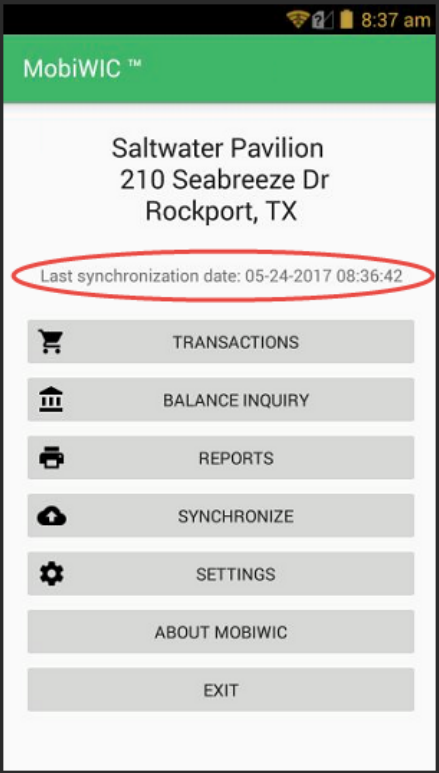 8:37 am
MobiWIC ™
Saltwater Pavilion
210 Seabreeze Dr
Rockport, TX
Last synchronization date: 05-24-2017 08:36:42
TRANSACTIONS
BALANCE INQUIRY
REPORTS
SYNCHRONIZE
SETTINGS
ABOUT MOBIWIC
EXIT